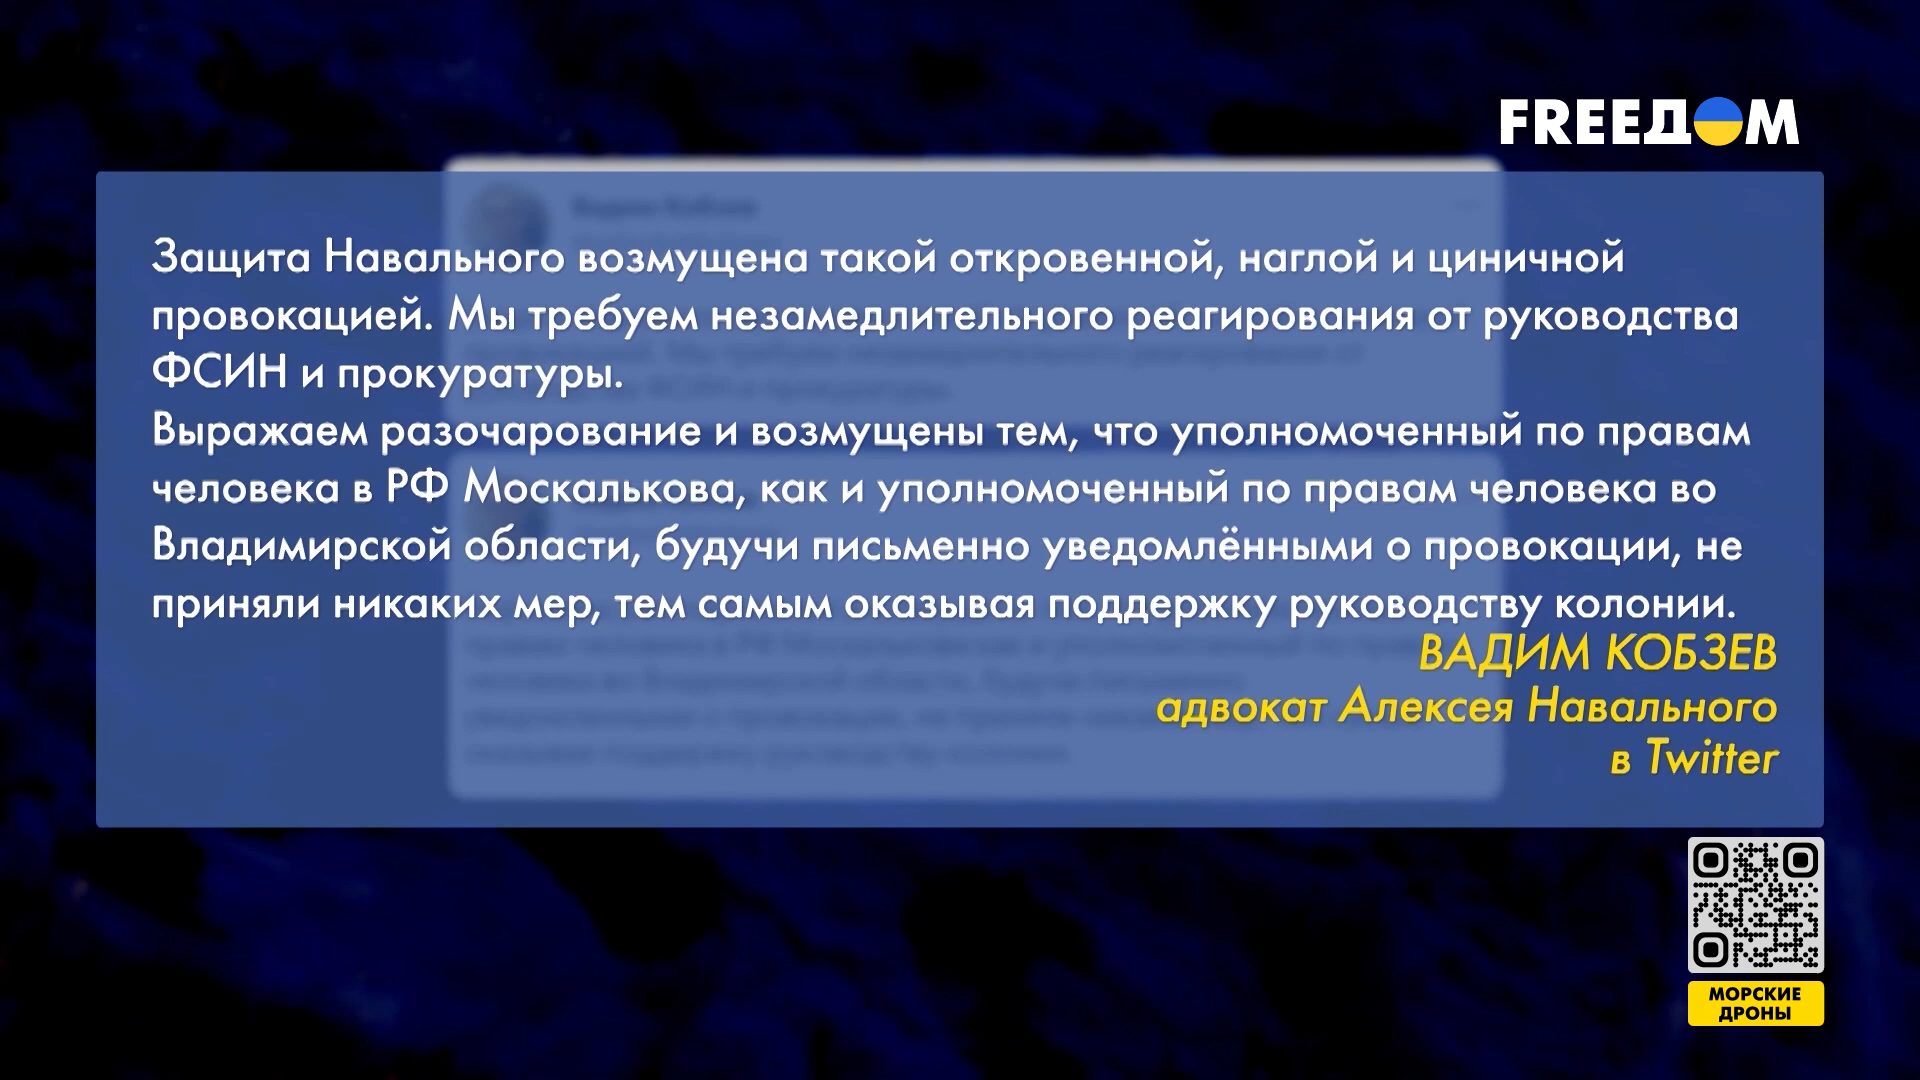 FREEДОМ
Защита Навального возмущена такой откровенной, наглой и циничной
провокацией. Мы требуем незамедлительного реагирования от руководства
ФСИН и прокуратуры.
Выражаем разочарование и возмущены тем, что уполномоченный по правам
человека в РФ Москалькова, как и уполномоченный по правам человека во
Владимирской области, будучи письменно уведомлёнными о провокации, не
приняли никаких мер, тем самым оказывая поддержку руководству колонии.
ВАДИМ КОБЗЕВ
адвокат Алексея Навального
в Twitter
МОРСКИЕ
ДРОНЫ